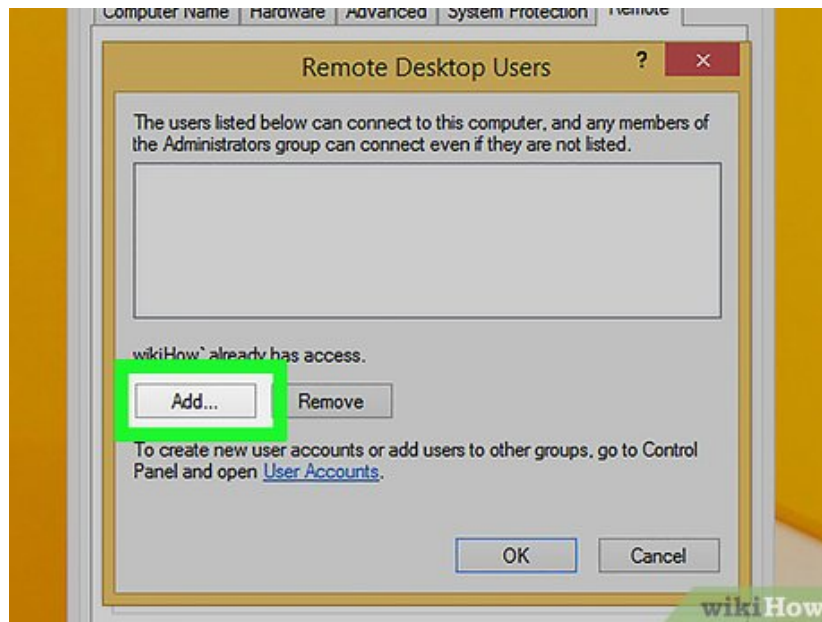 Computer Name Hardware Advanced System Protection Remote
Remote Desktop Users ? ×
The users listed below can connect to this computer, and any members of
the Administrators group can connect even if they are not listed.
wikiHow` already has access.
Add... Remove
To create new user accounts or add users to other groups, go to Control
Panel and open User Accounts.
OK Cancel
wikiHow